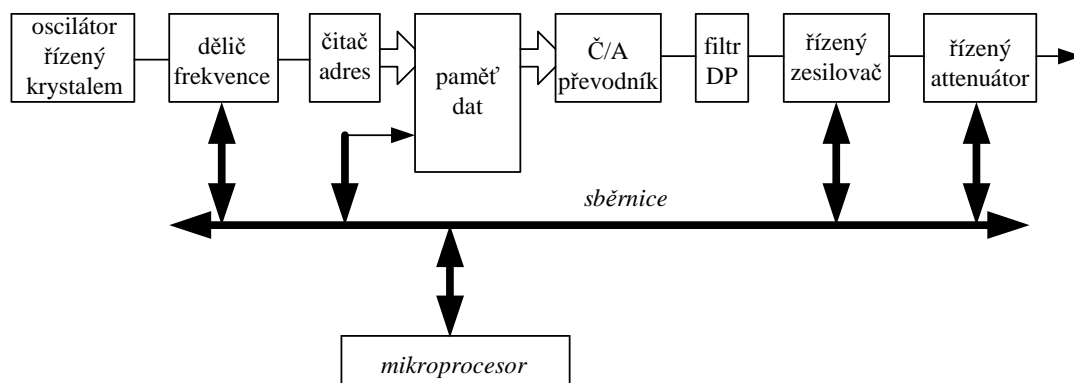 oscilátor
řízený
krystalem
dělič
frekvence
čitač
adres
paměť
dat
Č/A
převodník
filtr
DP
řízený
zesilovač
řízený
attenuátor
sběrnice
mikroprocesor